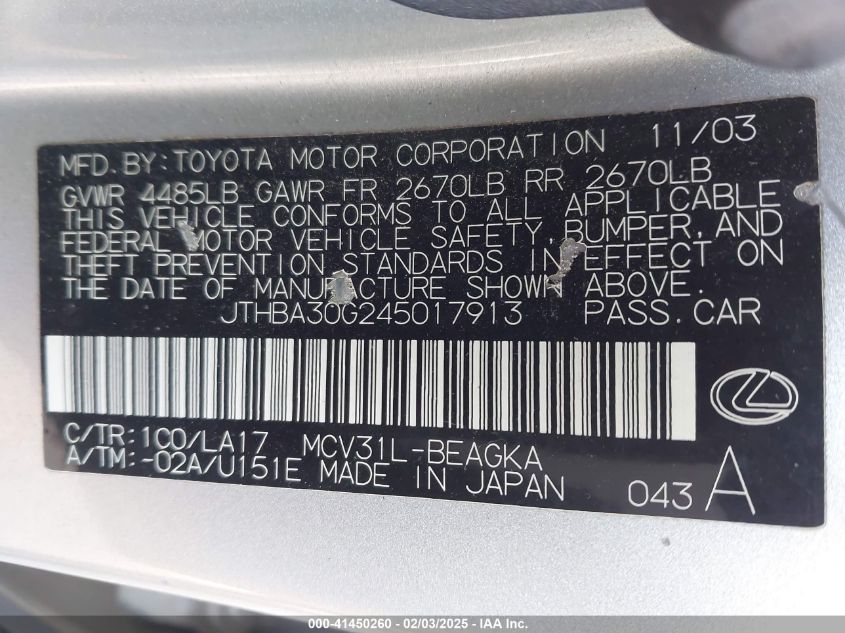 MFD. BY: TOYOTA MOTOR CORPORATION 11/03
GVWR 4485LB GAWR FR 2670LB RR 2670LB
THIS VEHICLE CONFORMS TO ALL APPLICABLE
FEDERAL MOTOR VEHICLE SAFETY, BUMPER, AND
THEFT PREVENTION STANDARDS IN EFFECT ON
THE DATE OF MANUFACTURE SHOWN ABOVE.
JTHBA30G245017913 PASS. CAR
C/TR: 1C0/LA17 MCV31L-BEAGKA
A/TM: -02A/U151E MADE IN JAPAN
043 A
000-41450260 - 02/03/2025 - IAA Inc.